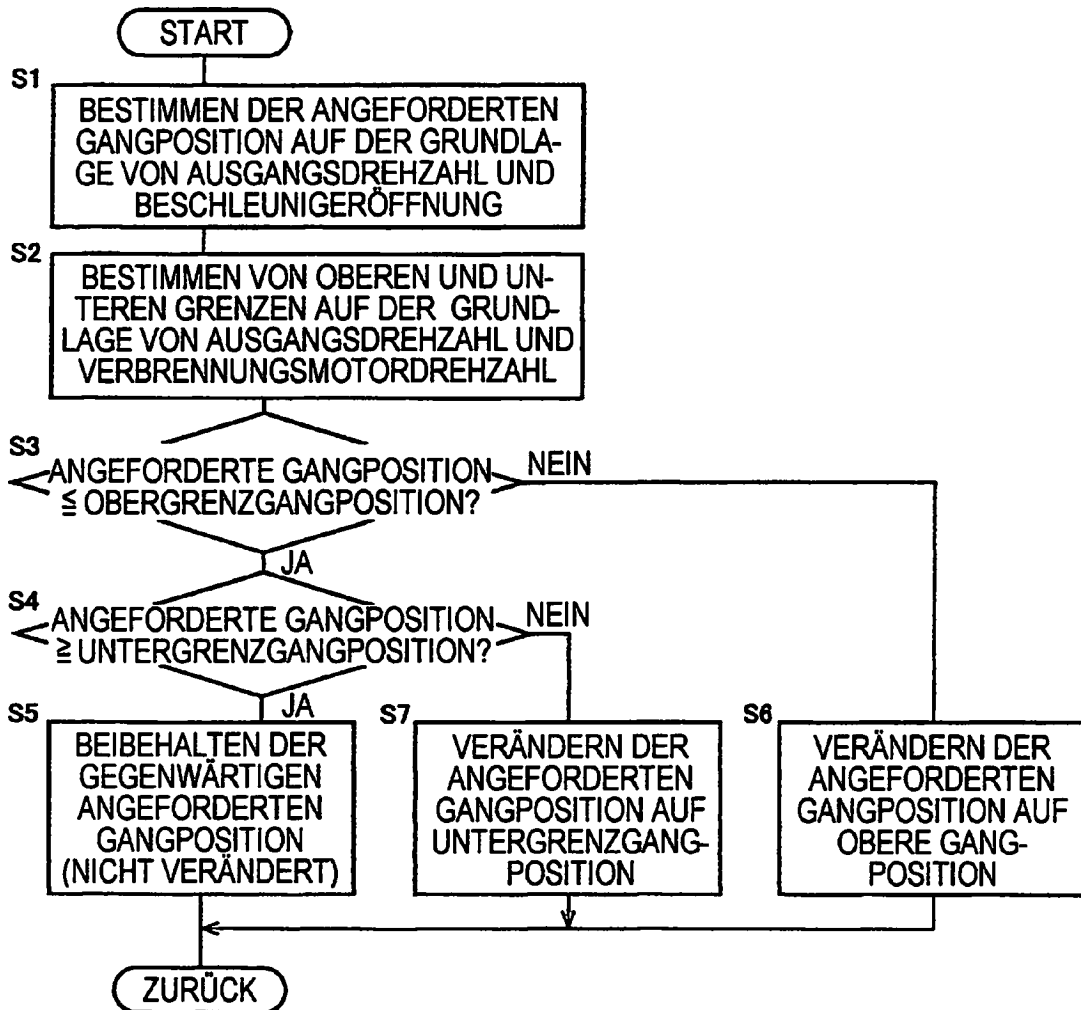 START
S1
BESTIMMEN DER ANGEFORDERTEN
GANGPOSITION AUF DER GRUNDLA-
GE VON AUSGANGSDREHZAHL UND
BESCHLEUNIGERÖFFNUNG
S2
BESTIMMEN VON OBEREN UND UN-
TEREN GRENZEN AUF DER GRUND-
LAGE VON AUSGANGSDREHZAHL UND
VERBRENNUNGSMOTORDREHZAHL
S3
ANGEFORDERTE GANGPOSITION
≦ OBERGRENZGANGPOSITION?
NEIN
JA
S4
ANGEFORDERTE GANGPOSITION
≧ UNTERGRENZGANGPOSITION?
NEIN
JA
S5
BEIBEHALTEN DER
GEGENWÄRTIGEN
ANGEFORDERTEN
GANGPOSITION
(NICHT VERÄNDERT)
S7
VERÄNDERN DER
ANGEFORDERTEN
GANGPOSITION AUF
UNTERGRENZGANG-
POSITION
S6
VERÄNDERN DER
ANGEFORDERTEN
GANGPOSITION AUF
OBERE GANG-
POSITION
ZURÜCK